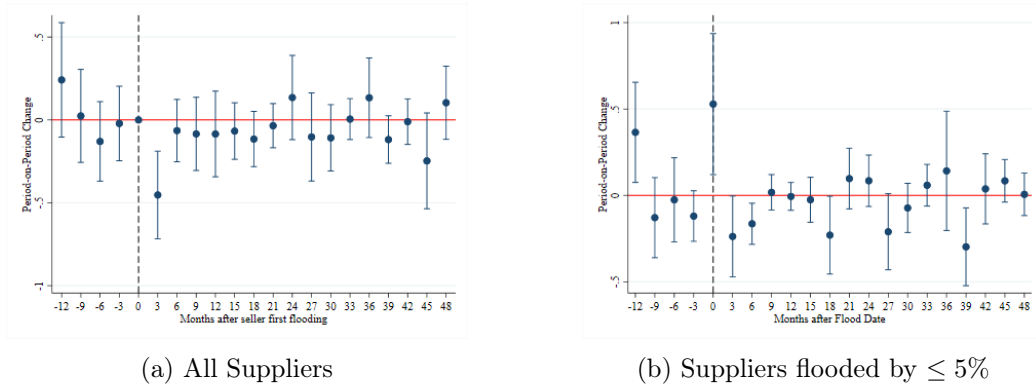 Period-on-Period Change
.5
0
-.5
-1
-12 -9 -6 -3 0 3 6 9 12 15 18 21 24 27 30 33 36 39 42 45 48
Months after seller first flooding
(a) All Suppliers
Period-on-Period Change
1
.5
0
-.5
-12 -9 -6 -3 0 3 6 9 12 15 18 21 24 27 30 33 36 39 42 45 48
Months after Flood Date
(b) Suppliers flooded by ≤ 5%